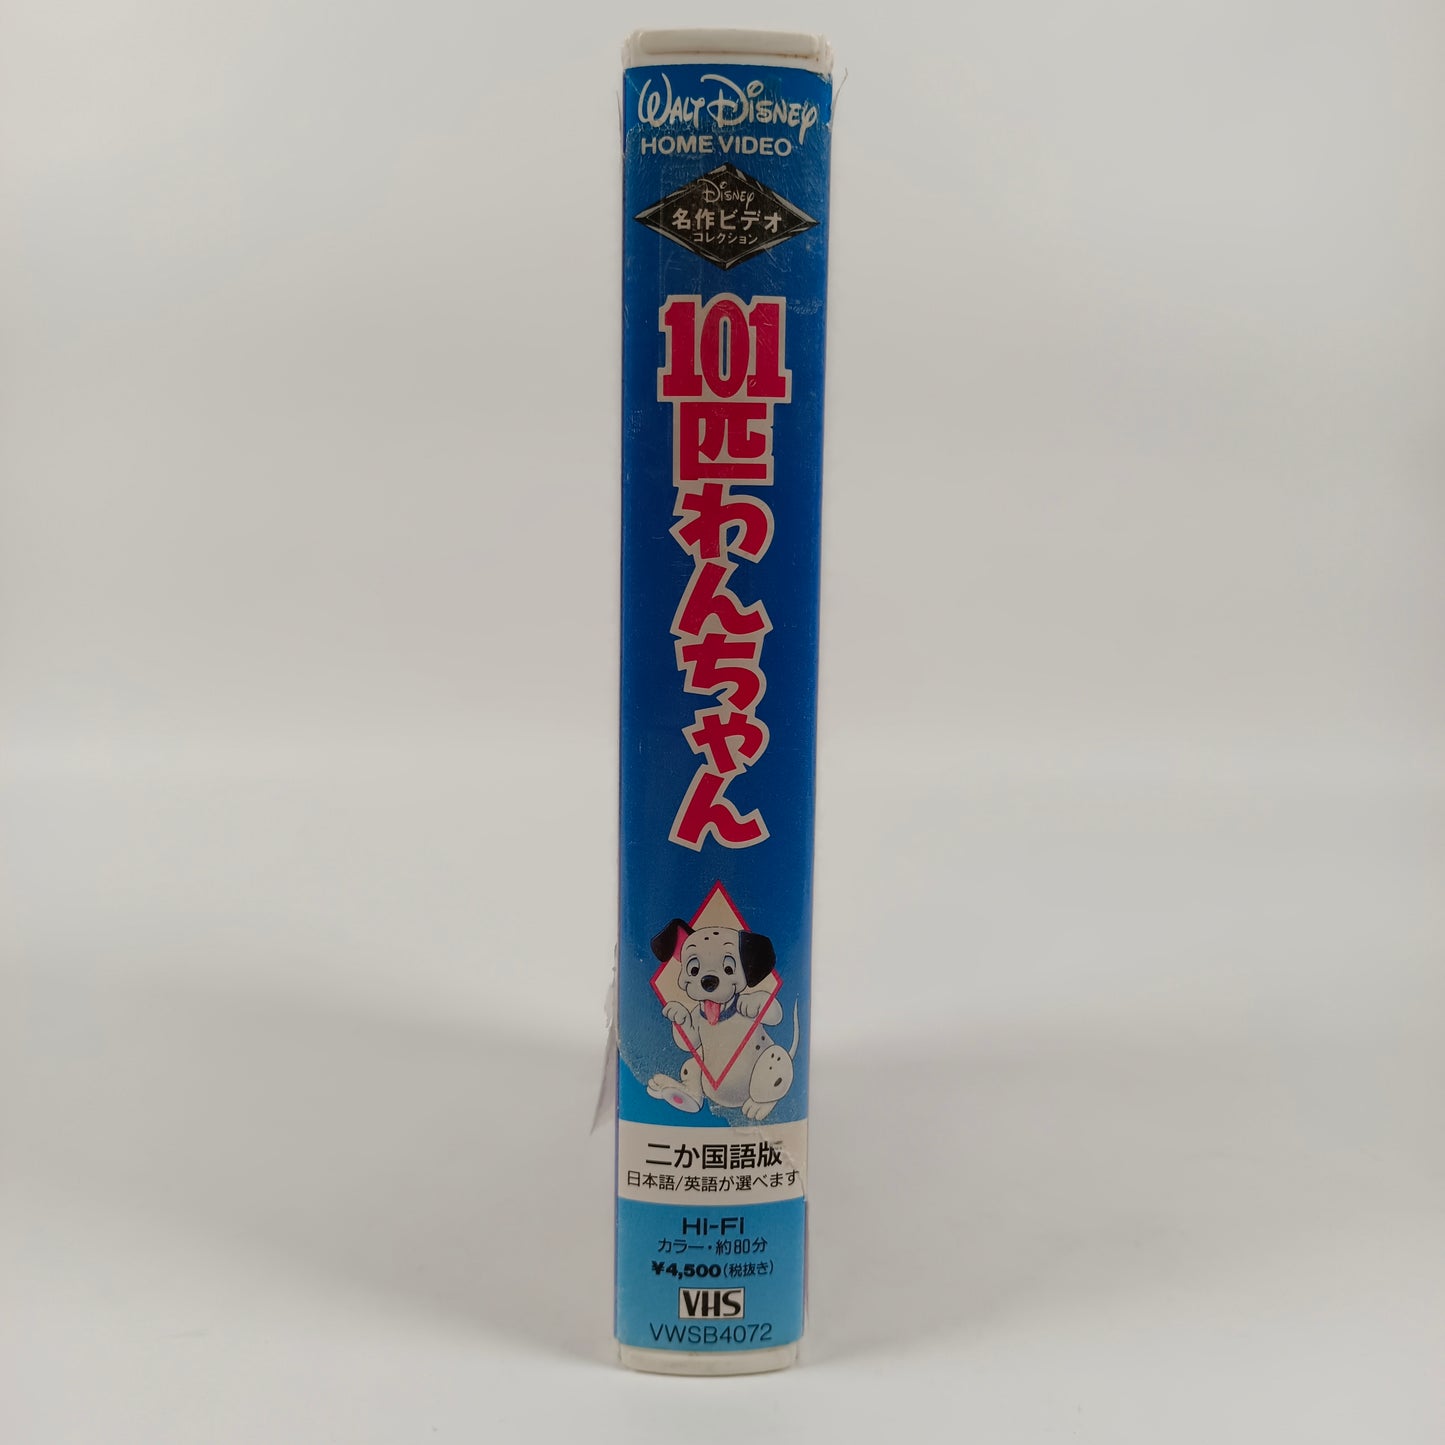 WALT DISNEY
HOME VIDEO
DISNEY
名作ビデオ
コレクション
101
匹わんちゃん
二か国語版
日本語/英語が選べます
HI-FI
カラー・約80分
¥4,500(税抜き)
VHS
VWSB4072